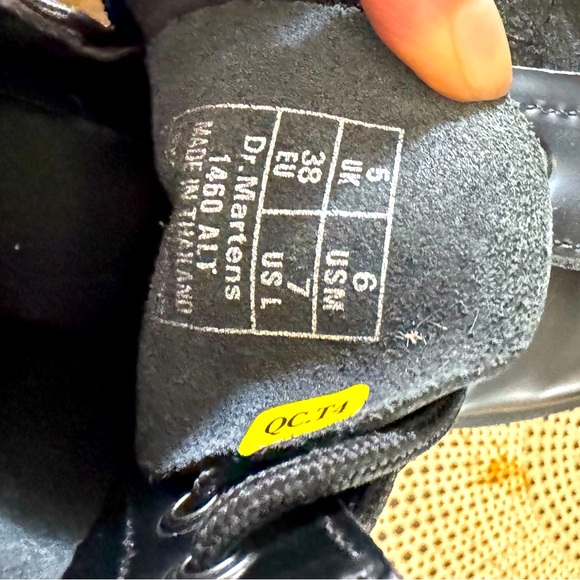 5 6
UK USM
38 7
EU US L
Dr. Martens
1460 ALT
MADE IN THAILAND
QC.T4